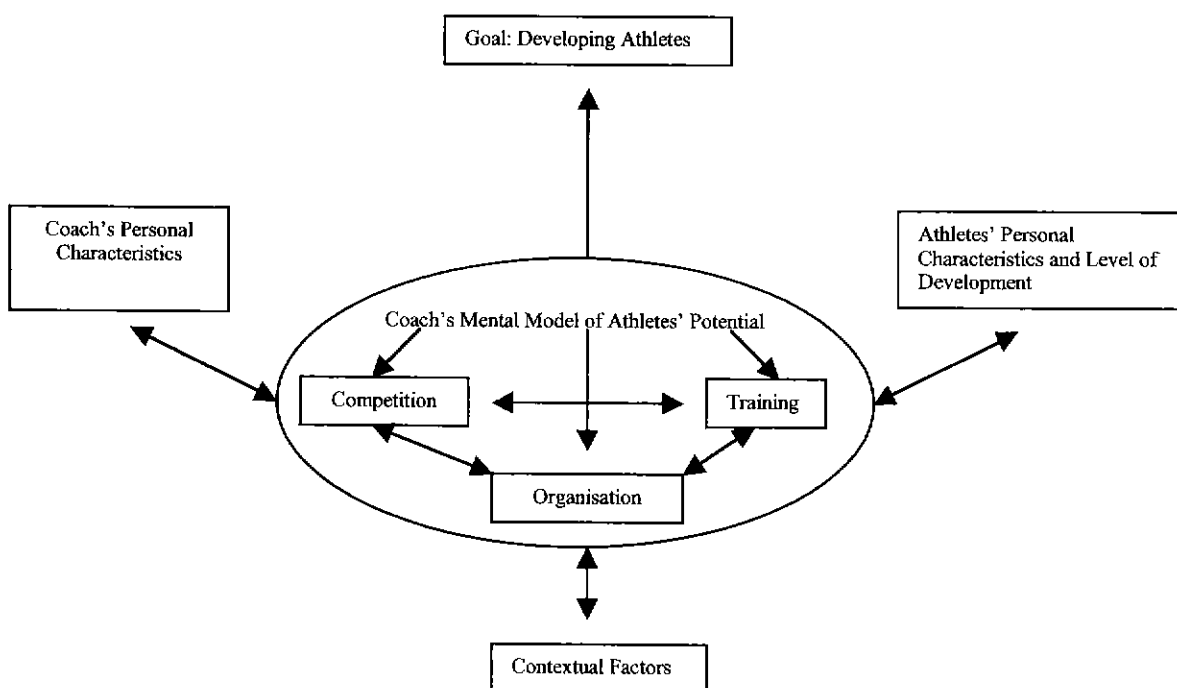 Goal: Developing Athletes
Coach's Personal
Characteristics
Athletes' Personal
Characteristics and Level of
Development
Coach's Mental Model of Athletes' Potential
Competition
Training
Organisation
Contextual Factors